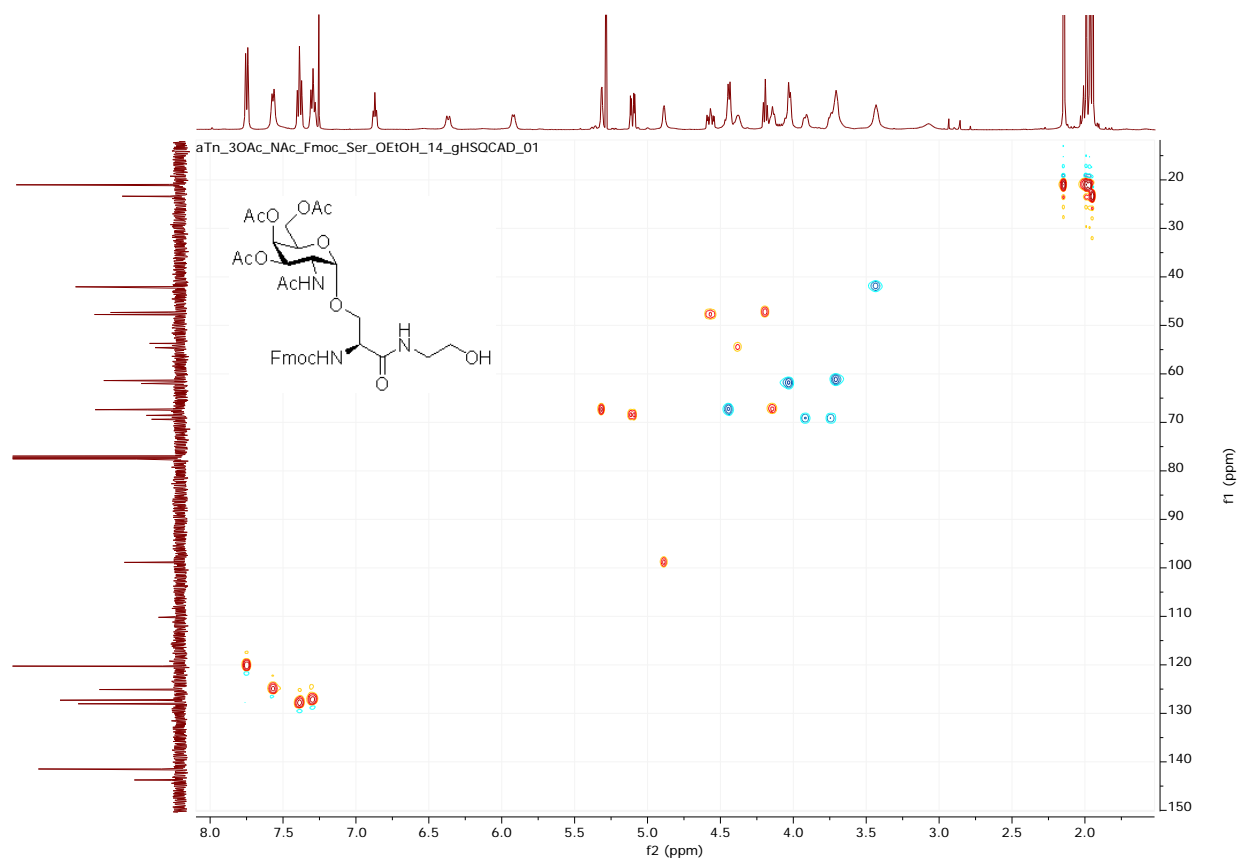 aTn_3OAc_NAc_Fmoc_Ser_OEtOH_14_gHSQCAD_01
OAc
AcO
O
AcO
AcHN
O
H
N
FmocHN
OH
O
20
30
40
50
60
70
80
90
100
110
120
130
140
150
f1 (ppm)
8.0 7.5 7.0 6.5 6.0 5.5 5.0 4.5 4.0 3.5 3.0 2.5 2.0
f2 (ppm)